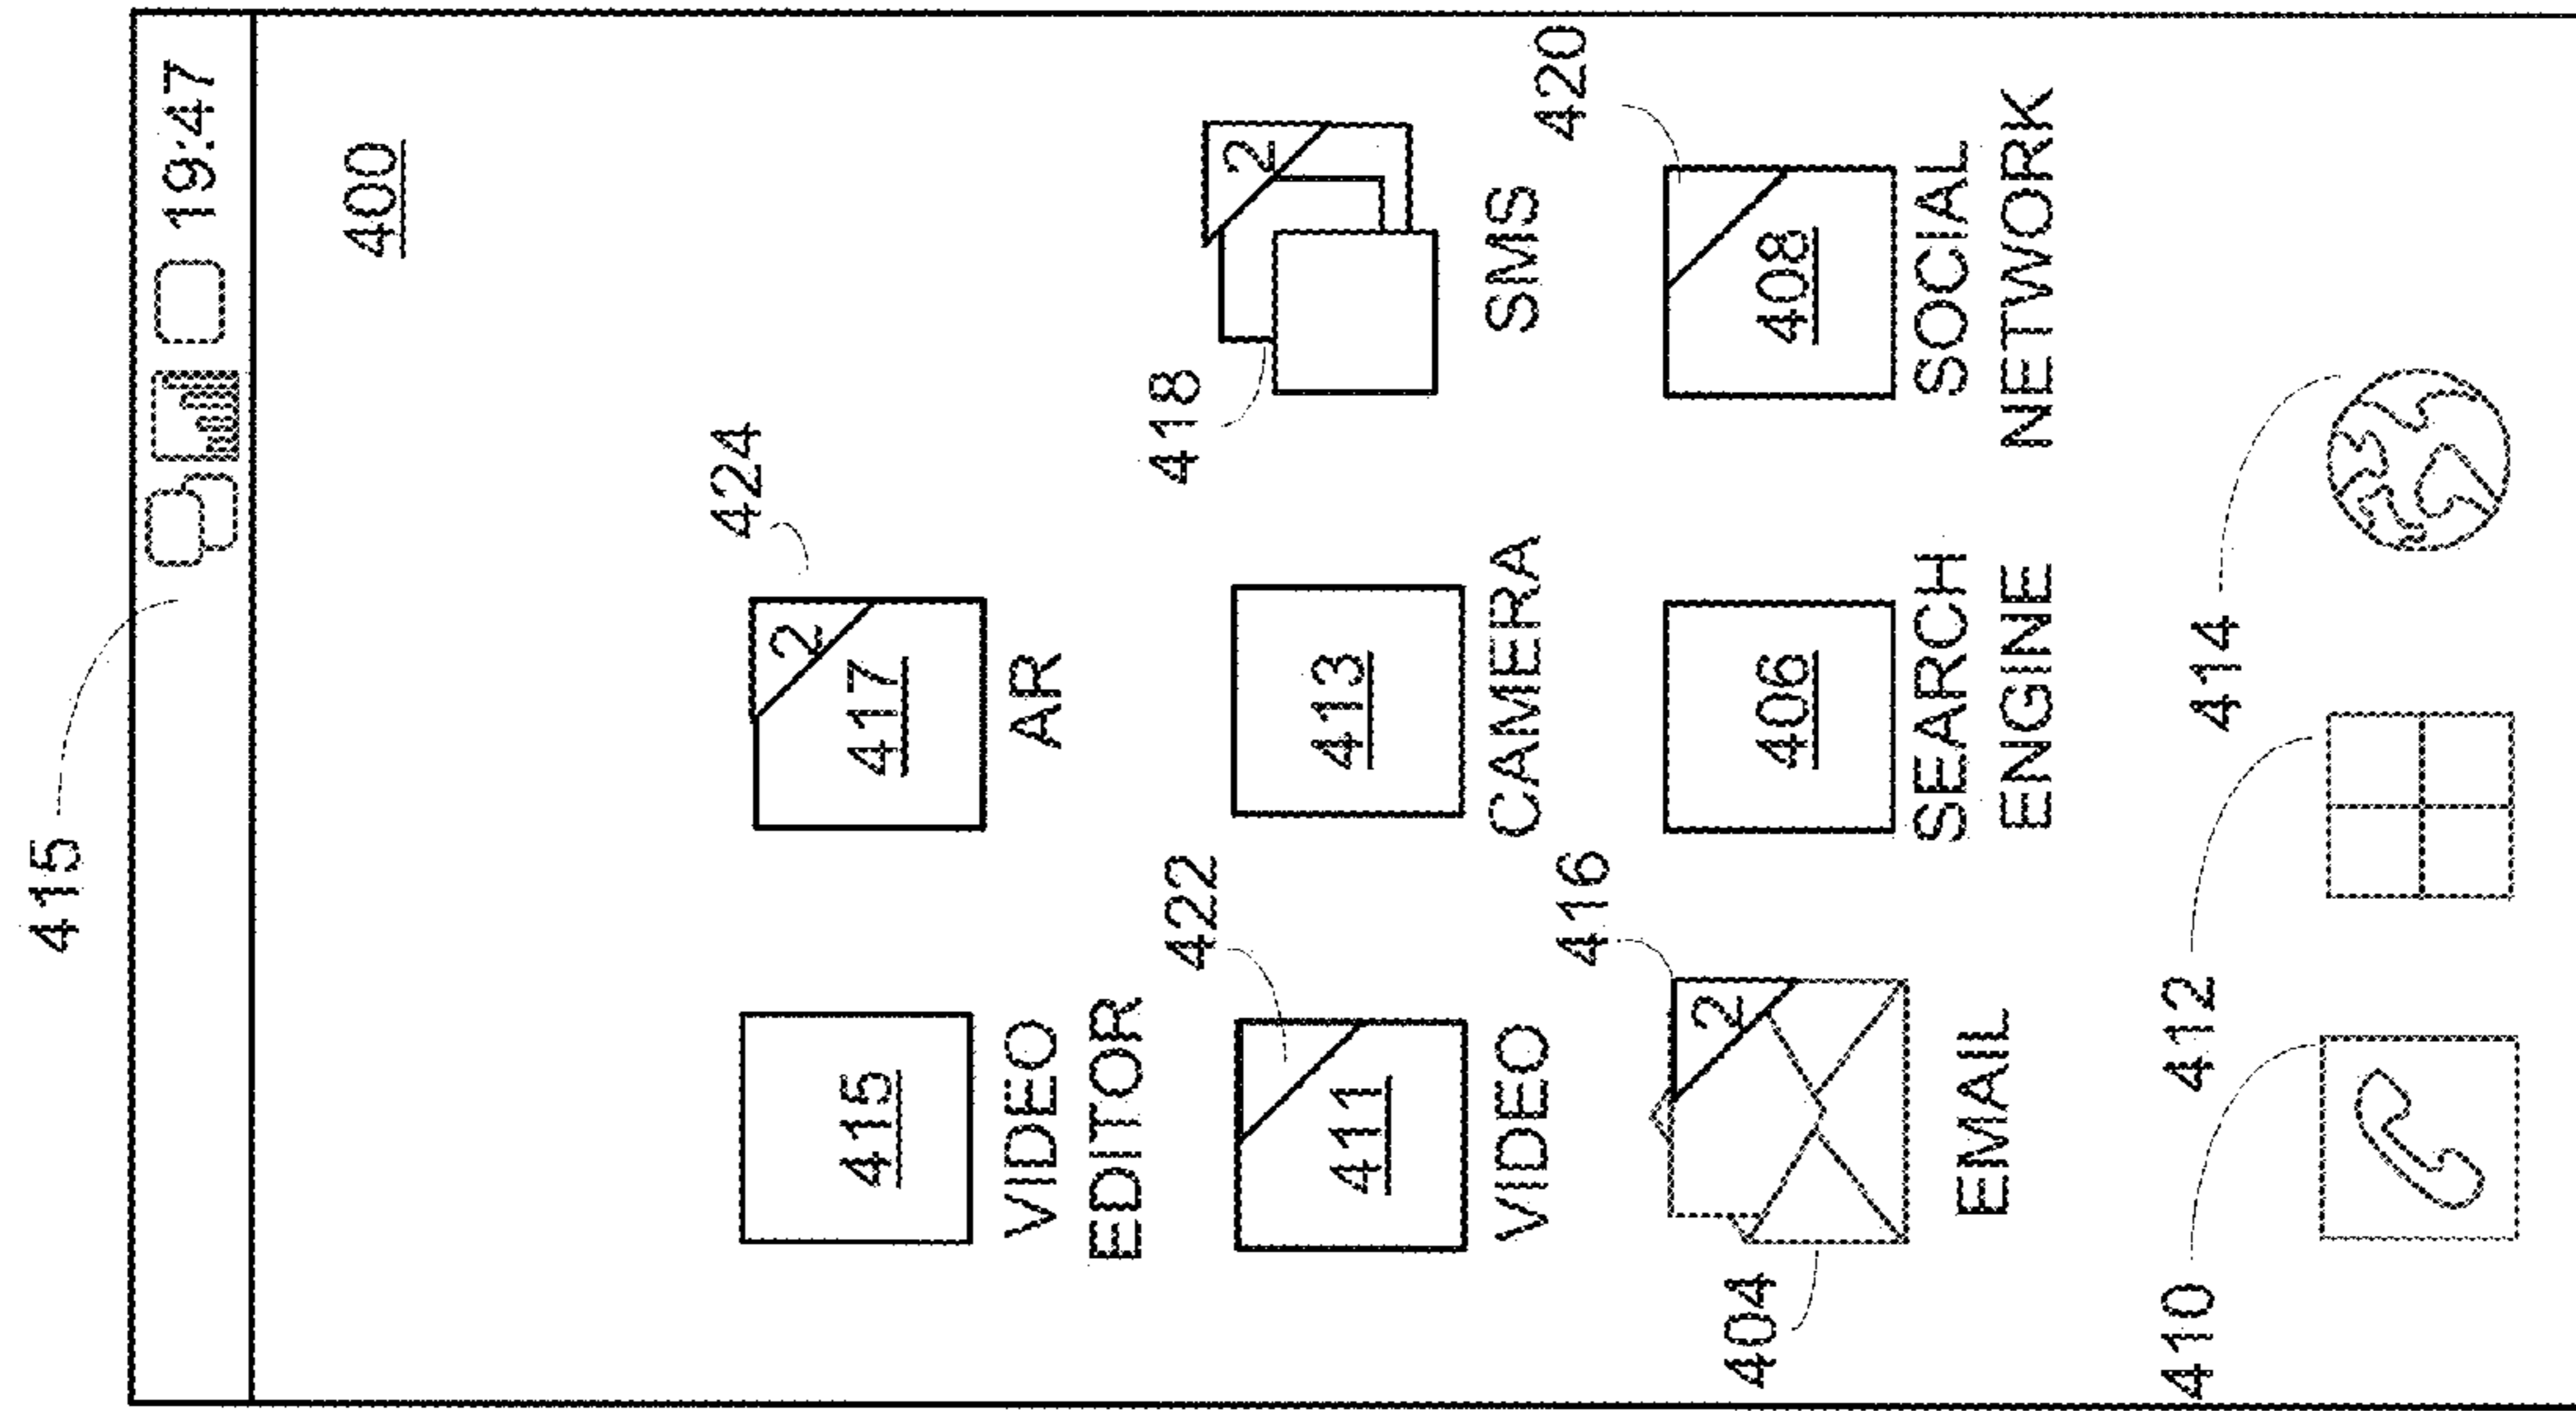 415
19:47
400
424
2
415
417
VIDEO
EDITOR
AR
422
418
2
411
413
VIDEO
CAMERA
SMS
416
420
2
404
406
408
EMAIL
SEARCH
ENGINE
SOCIAL
NETWORK
410
412
414